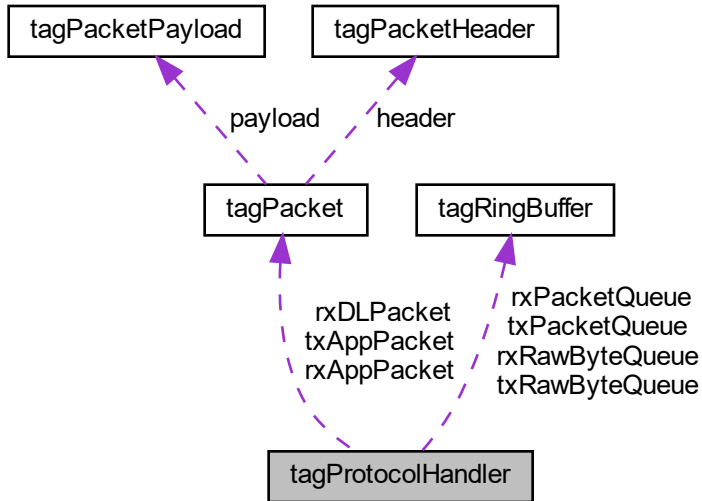 tagPacketPayload
tagPacketHeader
payload
header
tagPacket
tagRingBuffer
rxDLPacket
txAppPacket
rxAppPacket
rxPacketQueue
txPacketQueue
rxRawByteQueue
txRawByteQueue
tagProtocolHandler